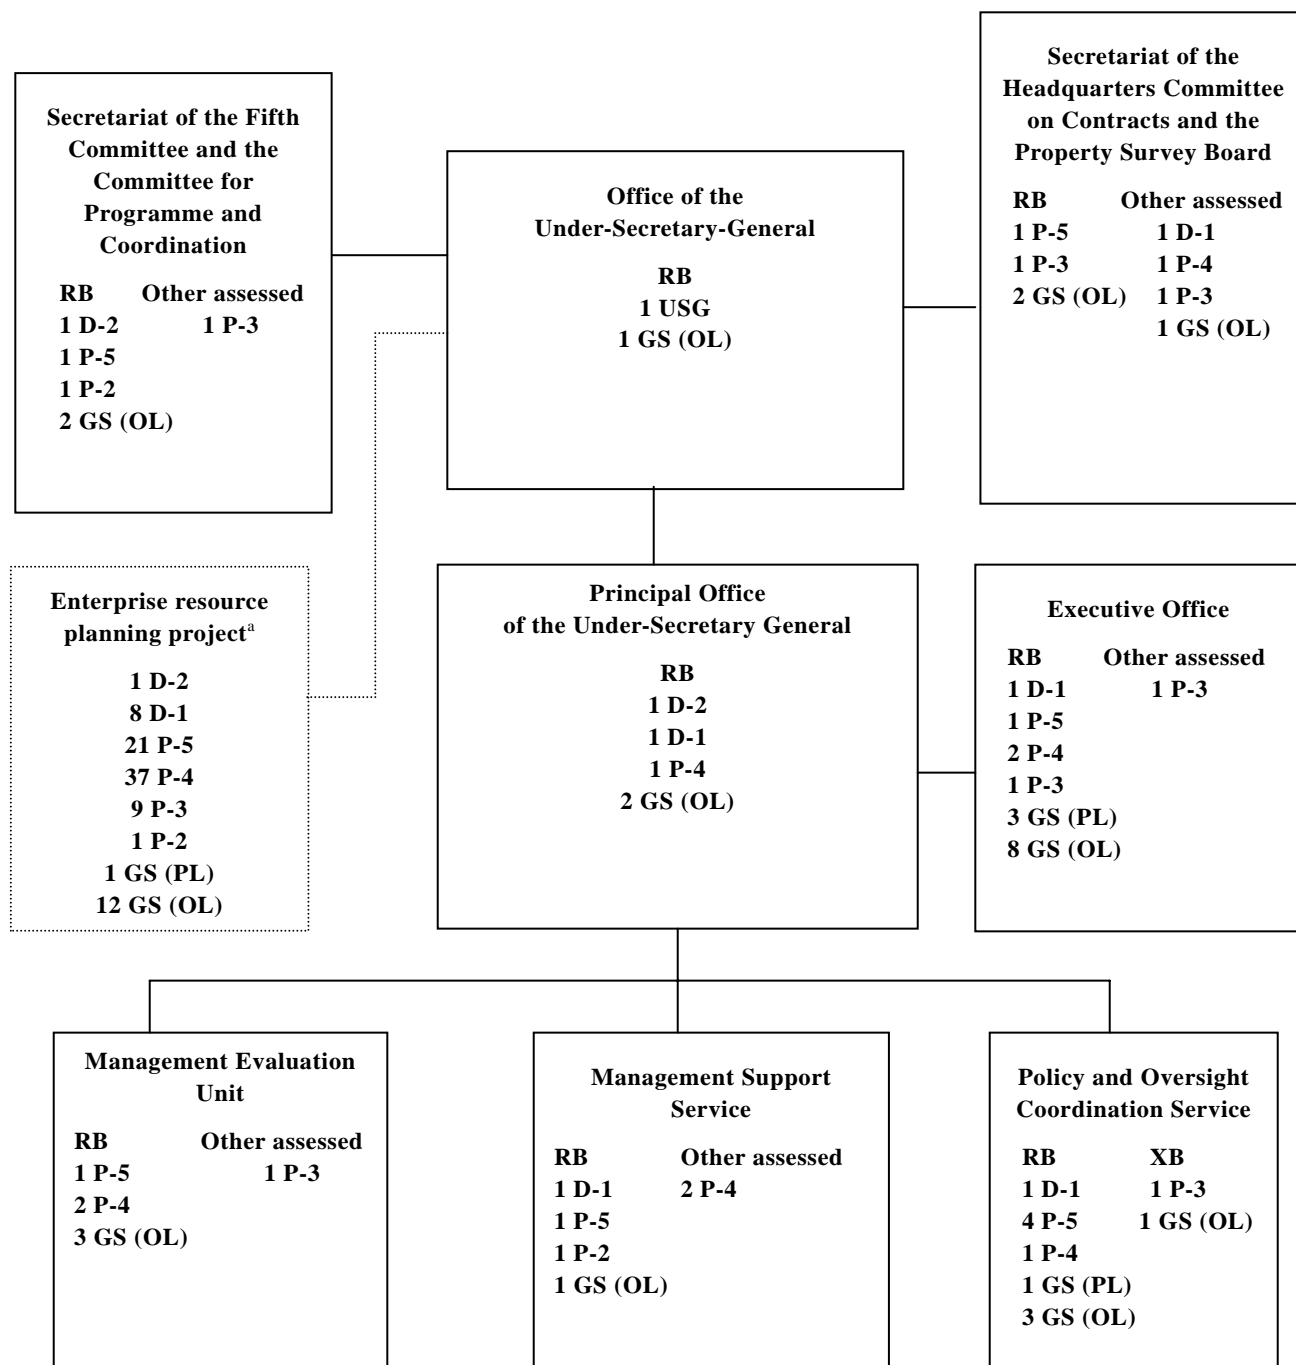 Secretariat of the Fifth
Committee and the
Committee for
Programme and
Coordination
RB Other assessed
1 D-2 1 P-3
1 P-5
1 P-2
2 GS (OL)
Office of the
Under-Secretary-General
RB
1 USG
1 GS (OL)
Secretariat of the
Headquarters Committee
on Contracts and the
Property Survey Board
RB Other assessed
1 P-5 1 D-1
1 P-3 1 P-4
2 GS (OL) 1 P-3
1 GS (OL)
Enterprise resource
planning projectᵃ
1 D-2
8 D-1
21 P-5
37 P-4
9 P-3
1 P-2
1 GS (PL)
12 GS (OL)
Principal Office
of the Under-Secretary General
RB
1 D-2
1 D-1
1 P-4
2 GS (OL)
Executive Office
RB Other assessed
1 D-1 1 P-3
1 P-5
2 P-4
1 P-3
3 GS (PL)
8 GS (OL)
Management Evaluation
Unit
RB Other assessed
1 P-5 1 P-3
2 P-4
3 GS (OL)
Management Support
Service
RB Other assessed
1 D-1 2 P-4
1 P-5
1 P-2
1 GS (OL)
Policy and Oversight
Coordination Service
RB XB
1 D-1 1 P-3
4 P-5 1 GS (OL)
1 P-4
1 GS (PL)
3 GS (OL)